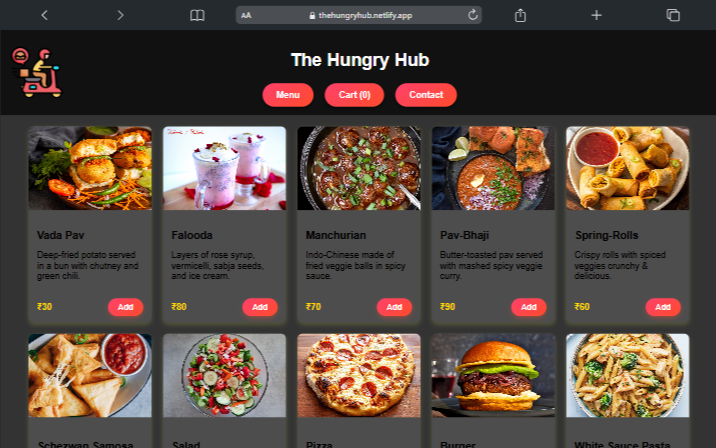 AA thehungryhub.netlify.app
The Hungry Hub
Menu Cart (0) Contact
Vada Pav
Deep-fried potato served
in a bun with chutney and
green chili.
₹30 Add
Falooda
Layers of rose syrup,
vermicelli, sabja seeds,
and ice cream.
₹80 Add
Manchurian
Indo-Chinese made of
fried veggie balls in spicy
sauce.
₹70 Add
Pav-Bhaji
Butter-toasted pav served
with mashed spicy veggie
curry.
₹90 Add
Spring-Rolls
Crispy rolls with spiced
veggies crunchy &
delicious.
₹60 Add
Schezwan Samosa
Salad
Pizza
Burger
White Sauce Pasta